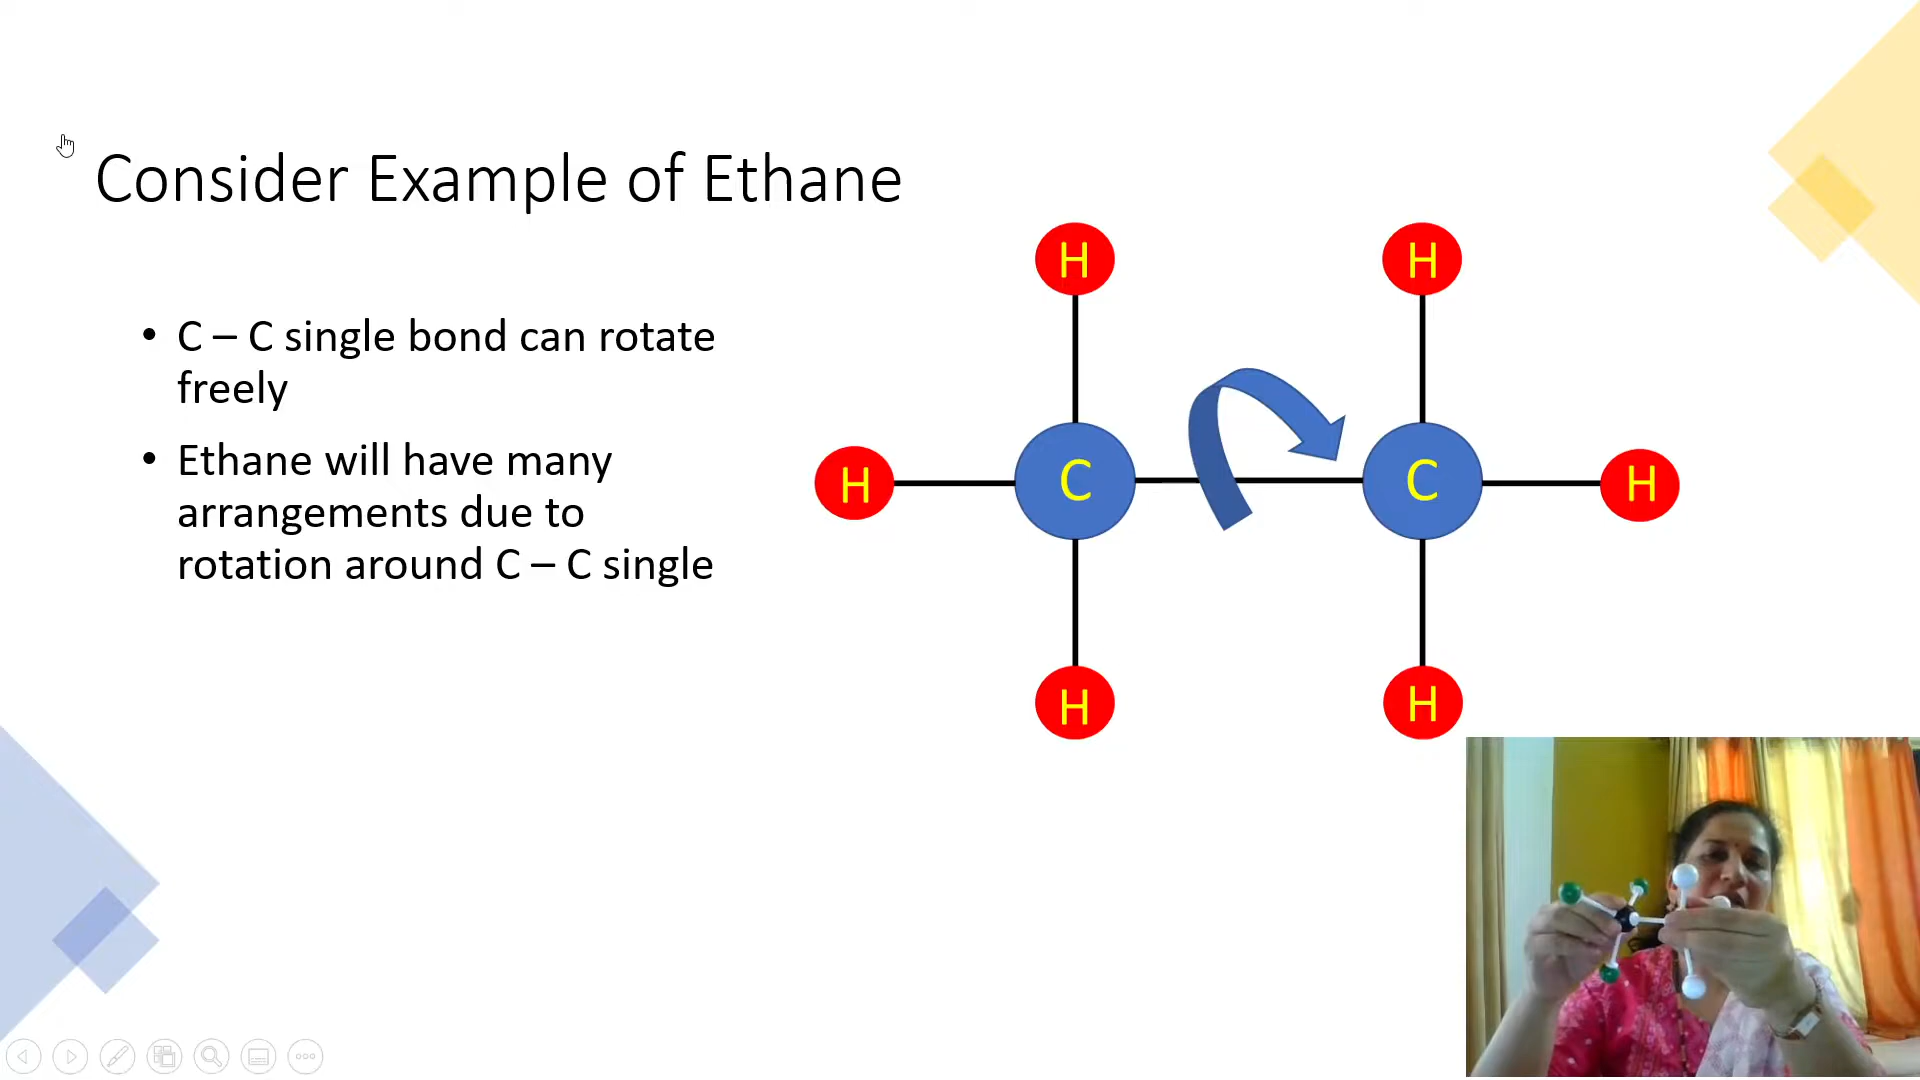 Consider Example of Ethane
• C – C single bond can rotate
freely
• Ethane will have many
arrangements due to
rotation around C – C single
H H
H C C H
H H